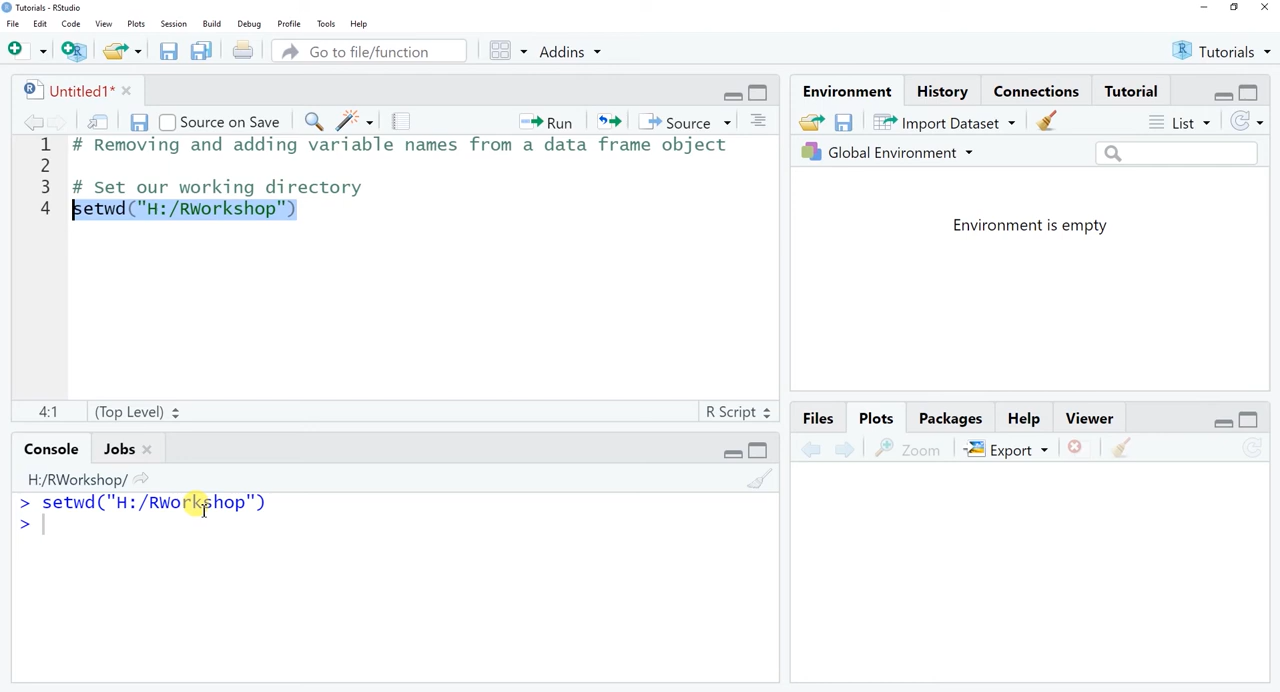 Tutorials - RStudio
File Edit Code View Plots Session Build Debug Profile Tools Help
Go to file/function Addins Tutorials
Untitled1*
Source on Save Run Source
1 # Removing and adding variable names from a data frame object
2
3 # Set our working directory
4 setwd("H:/RWorkshop")
4:1 (Top Level) R Script
Console Jobs
H:/RWorkshop/
> setwd("H:/RWorkshop")
>
Environment History Connections Tutorial
Import Dataset List
Global Environment
Environment is empty
Files Plots Packages Help Viewer
Zoom Export